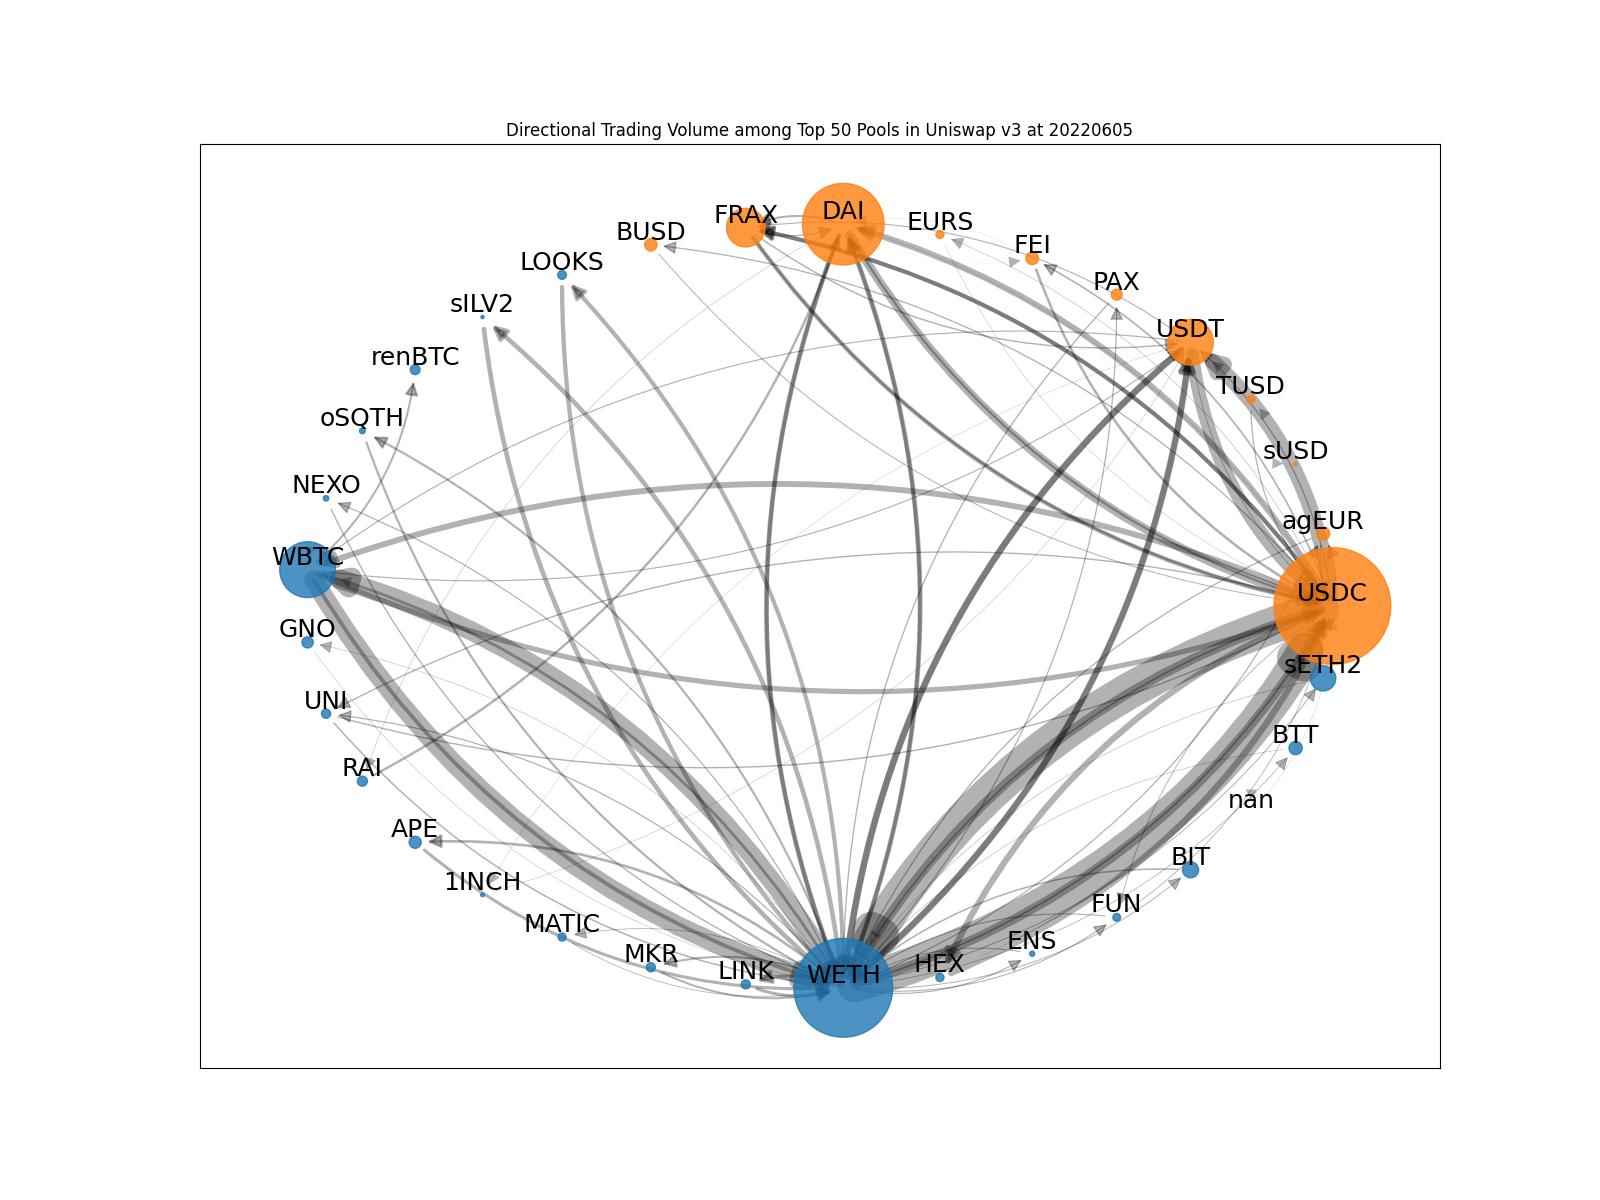 Directional Trading Volume among Top 50 Pools in Uniswap v3 at 20220605
DAI
FRAX
EURS
BUSD
FEI
LOOKS
PAX
sILV2
USDT
renBTC
TUSD
oSQTH
sUSD
NEXO
agEUR
WBTC
USDC
GNO
sETH2
UNI
BTT
RAI
nan
APE
BIT
1INCH
FUN
MATIC
ENS
MKR
HEX
LINK
WETH